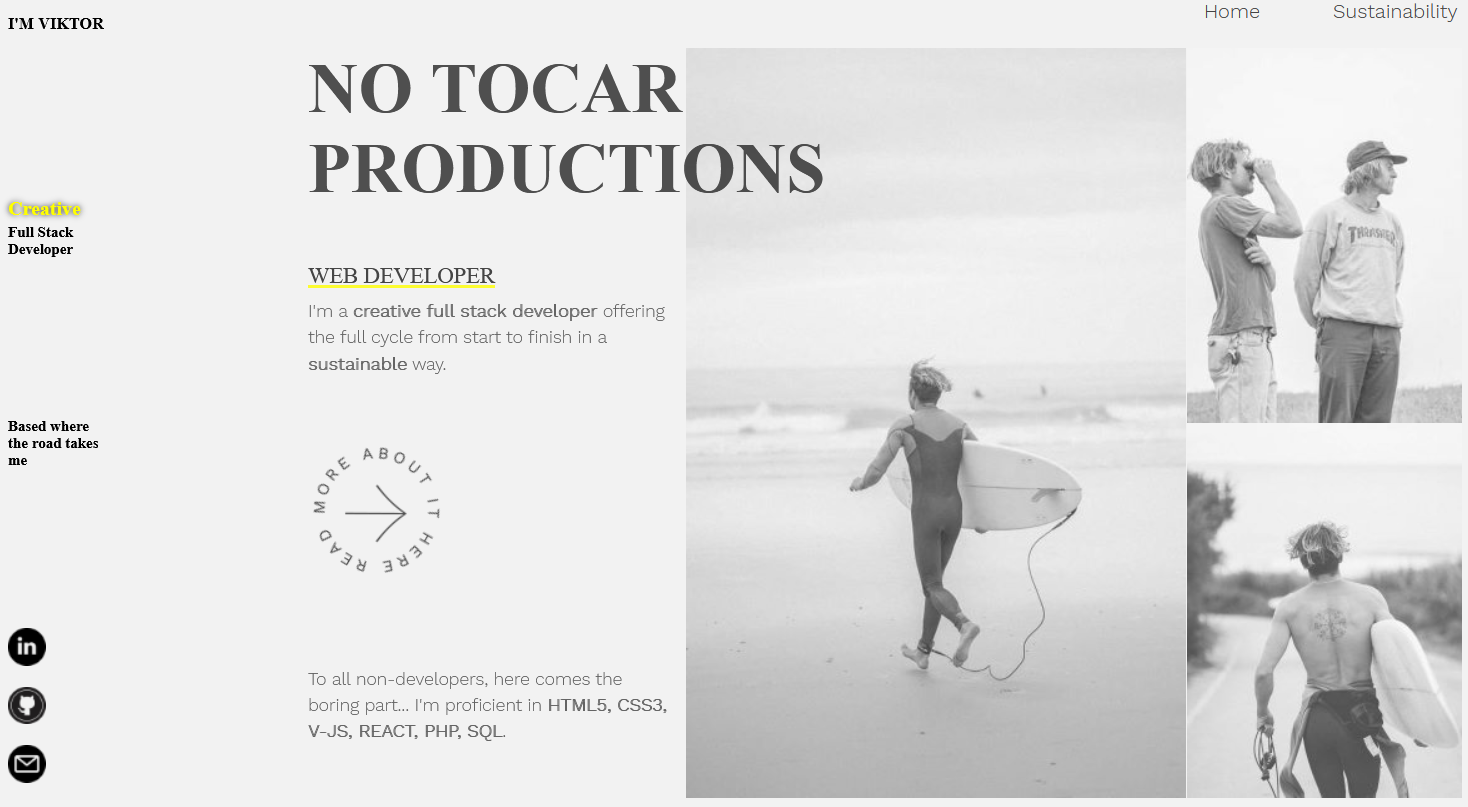 I'M VIKTOR
Home
Sustainability
NO TOCAR
PRODUCTIONS
Creative
Full Stack
Developer
WEB DEVELOPER
I'm a creative full stack developer offering
the full cycle from start to finish in a
sustainable way.
Based where
the road takes
me
READ MORE ABOUT IT HERE
THRASHER
in
To all non-developers, here comes the
boring part... I'm proficient in HTML5, CSS3,
V-JS, REACT, PHP, SQL.